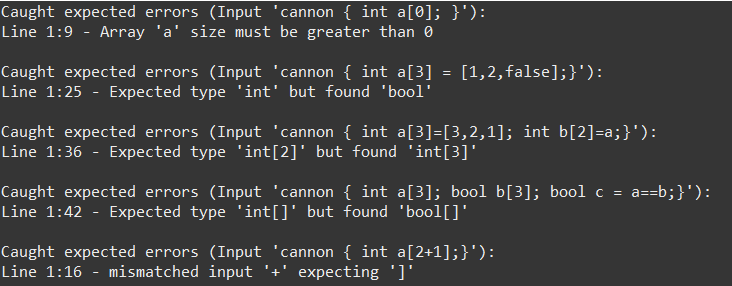 Caught expected errors (Input 'cannon { int a[0]; }'):
Line 1:9 - Array 'a' size must be greater than 0
Caught expected errors (Input 'cannon { int a[3] = [1,2,false];}'):
Line 1:25 - Expected type 'int' but found 'bool'
Caught expected errors (Input 'cannon { int a[3]=[3,2,1]; int b[2]=a;}'):
Line 1:36 - Expected type 'int[2]' but found 'int[3]'
Caught expected errors (Input 'cannon { int a[3]; bool b[3]; bool c = a==b;}'):
Line 1:42 - Expected type 'int[]' but found 'bool[]'
Caught expected errors (Input 'cannon { int a[2+1];}'):
Line 1:16 - mismatched input '+' expecting ']'